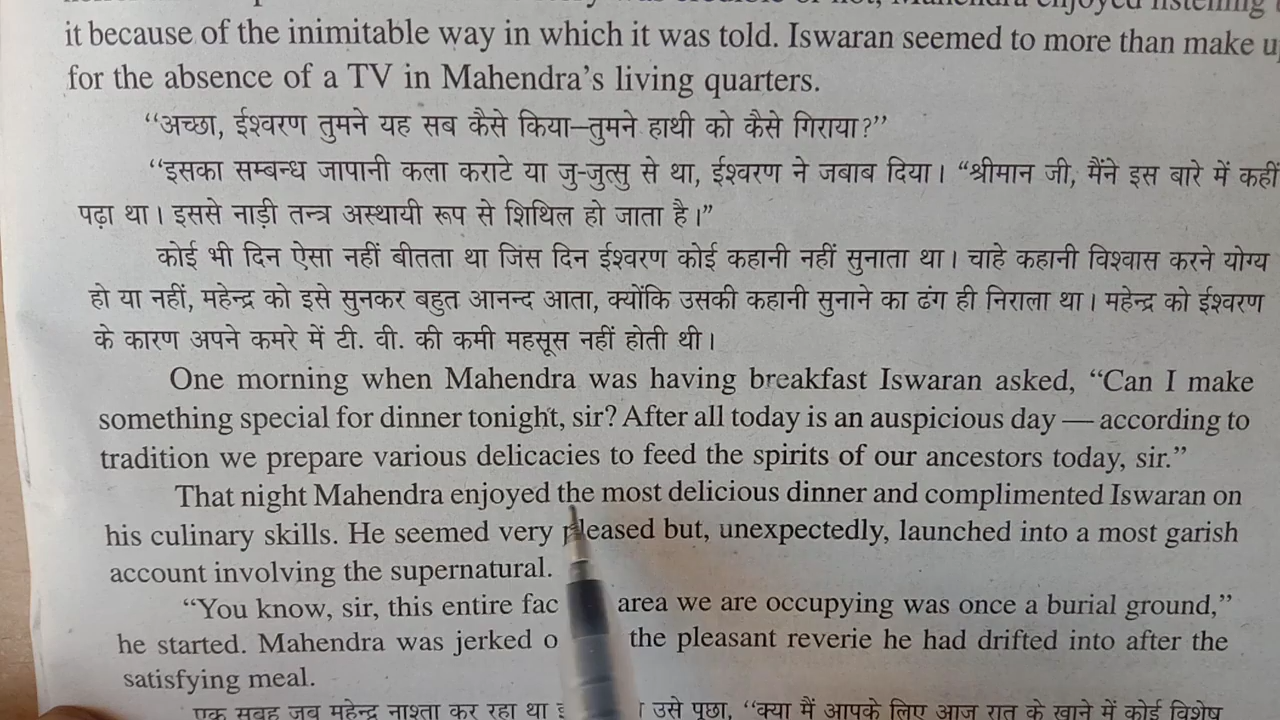 it was credible or not, Mahendra enjoyed listening
it because of the inimitable way in which it was told. Iswaran seemed to more than make
for the absence of a TV in Mahendra’s living quarters.
“अच्छा, ईश्वरण तुमने यह सब कैसे किया—तुमने हाथी को कैसे गिराया?”
“इसका सम्बन्ध जापानी कला कराटे या जु-जुत्सु से था, ईश्वरण ने जबाब दिया। “श्रीमान जी, मैंने इस बारे में कहीं
पढ़ा था। इससे नाड़ी तन्त्र अस्थायी रूप से शिथिल हो जाता है।”
कोई भी दिन ऐसा नहीं बीतता था जिस दिन ईश्वरण कोई कहानी नहीं सुनाता था। चाहे कहानी विश्वास करने योग्य
हो या नहीं, महेन्द्र को इसे सुनकर बहुत आनन्द आता, क्योंकि उसकी कहानी सुनाने का ढंग ही निराला था। महेन्द्र को ईश्वरण
के कारण अपने कमरे में टी. वी. की कमी महसूस नहीं होती थी।
One morning when Mahendra was having breakfast Iswaran asked, “Can I make
something special for dinner tonight, sir? After all today is an auspicious day — according to
tradition we prepare various delicacies to feed the spirits of our ancestors today, sir.”
That night Mahendra enjoyed the most delicious dinner and complimented Iswaran on
his culinary skills. He seemed very pleased but, unexpectedly, launched into a most garish
account involving the supernatural.
“You know, sir, this entire fac area we are occupying was once a burial ground,”
he started. Mahendra was jerked o the pleasant reverie he had drifted into after the
satisfying meal.
एक सुबह जब महेन्द्र नाश्ता कर रहा था उसे पूछा, “क्या मैं आपके लिए आज रात के खाने में कोई विशेष